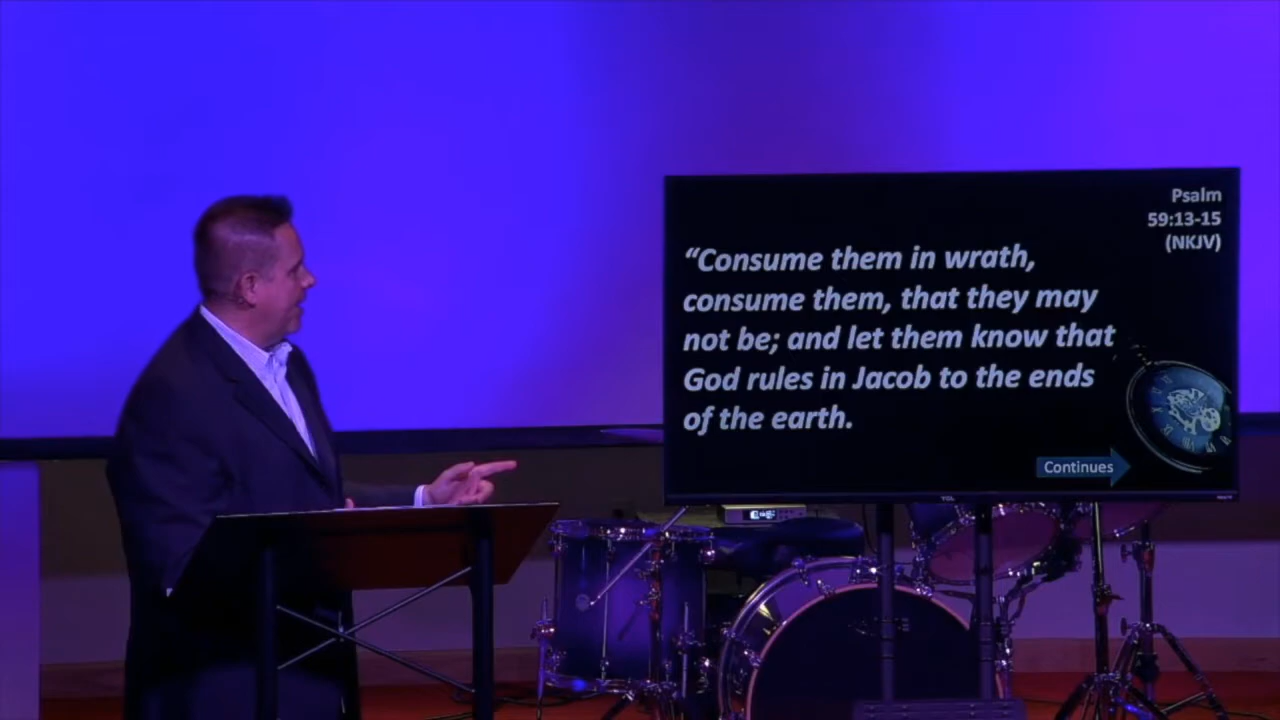 Psalm
59:13-15
(NKJV)
“Consume them in wrath,
consume them, that they may
not be; and let them know that
God rules in Jacob to the ends
of the earth.
Continues
TCL